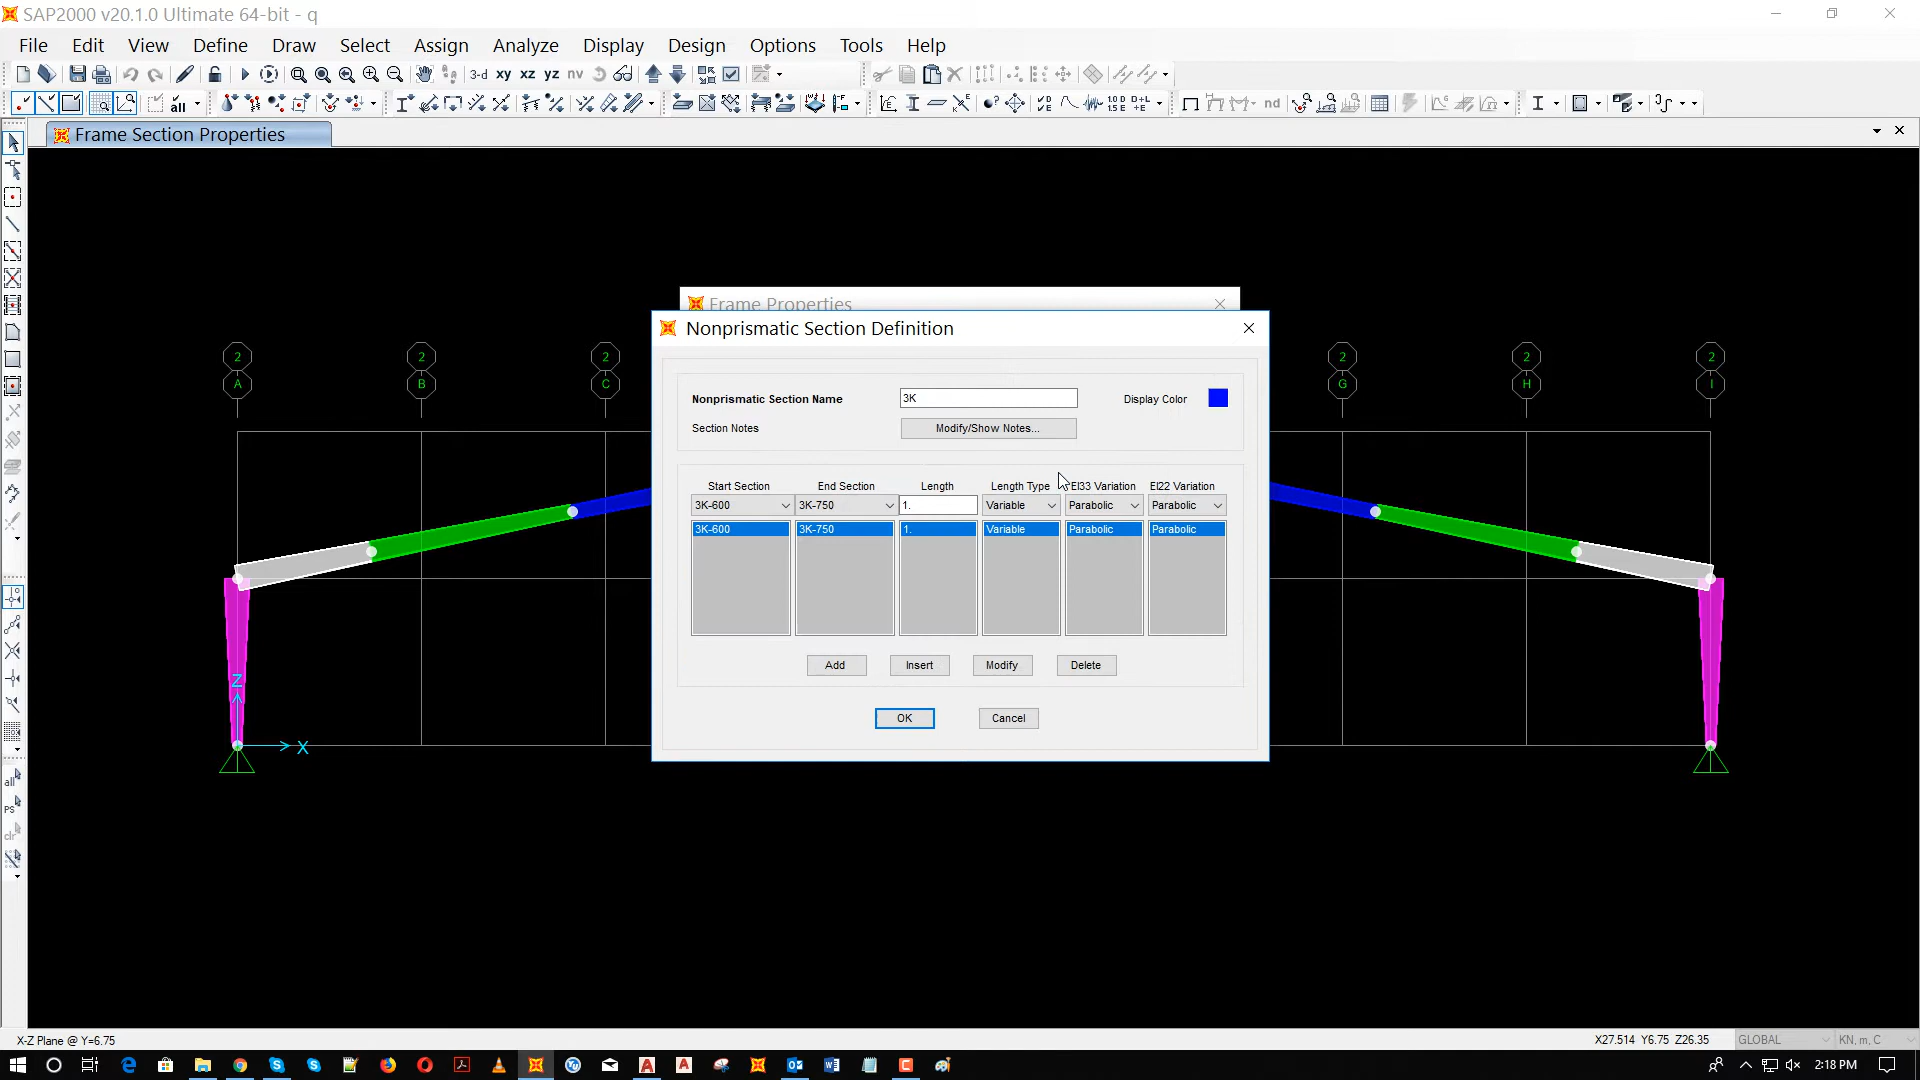 SAP2000 v20.1.0 Ultimate 64-bit - q
File Edit View Define Draw Select Assign Analyze Display Design Options Tools Help
3-d xy xz yz nv
all nd
Frame Section Properties
Frame Properties
Nonprismatic Section Definition
Nonprismatic Section Name 3K Display Color
Section Notes Modify/Show Notes...
Start Section End Section Length Length Type EI33 Variation EI22 Variation
3K-600 3K-750 1. Variable Parabolic Parabolic
3K-600 3K-750 1. Variable Parabolic Parabolic
Add Insert Modify Delete
OK Cancel
2 2 2 2 2 2
A B C G H I
Z
X
all
PS
clr
X-Z Plane @ Y=6.75
X27.514 Y6.75 Z26.35
GLOBAL
KN, m, C
2:18 PM